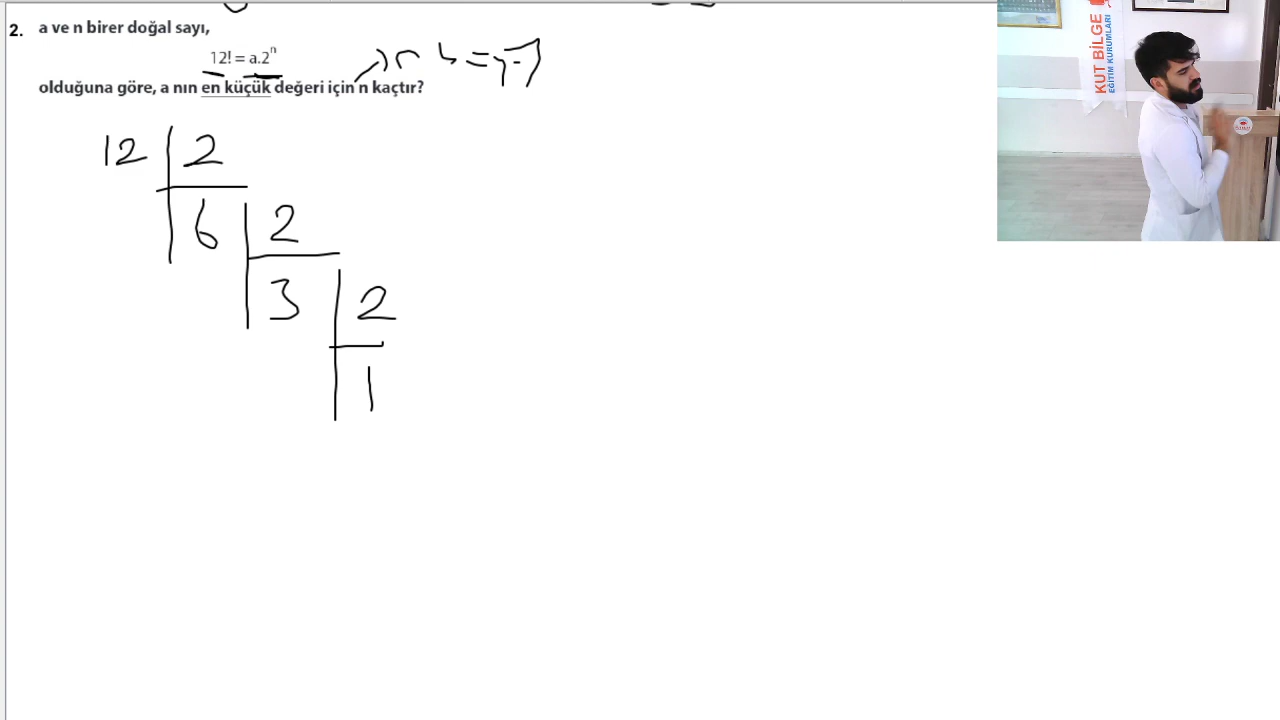 2. a ve n birer doğal sayı,
12! = a.2ⁿ
olduğuna göre, a nın en küçük değeri için n kaçtır?
12 2
6 2
3 2
1
KUT BİLGE
EĞİTİM KURUMLARI